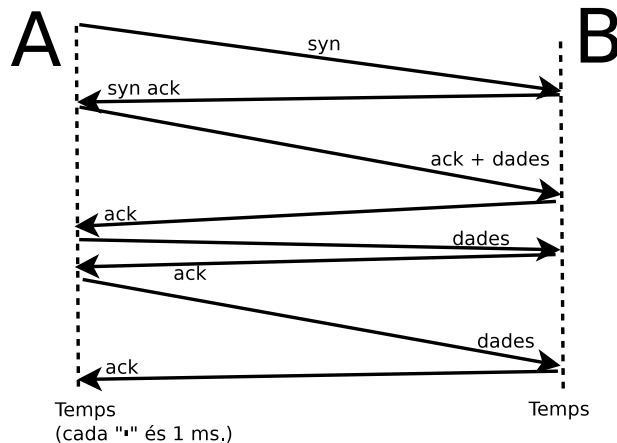 A
B
syn
syn ack
ack + dades
ack
dades
ack
dades
ack
Temps
(cada "'" és 1 ms.)
Temps